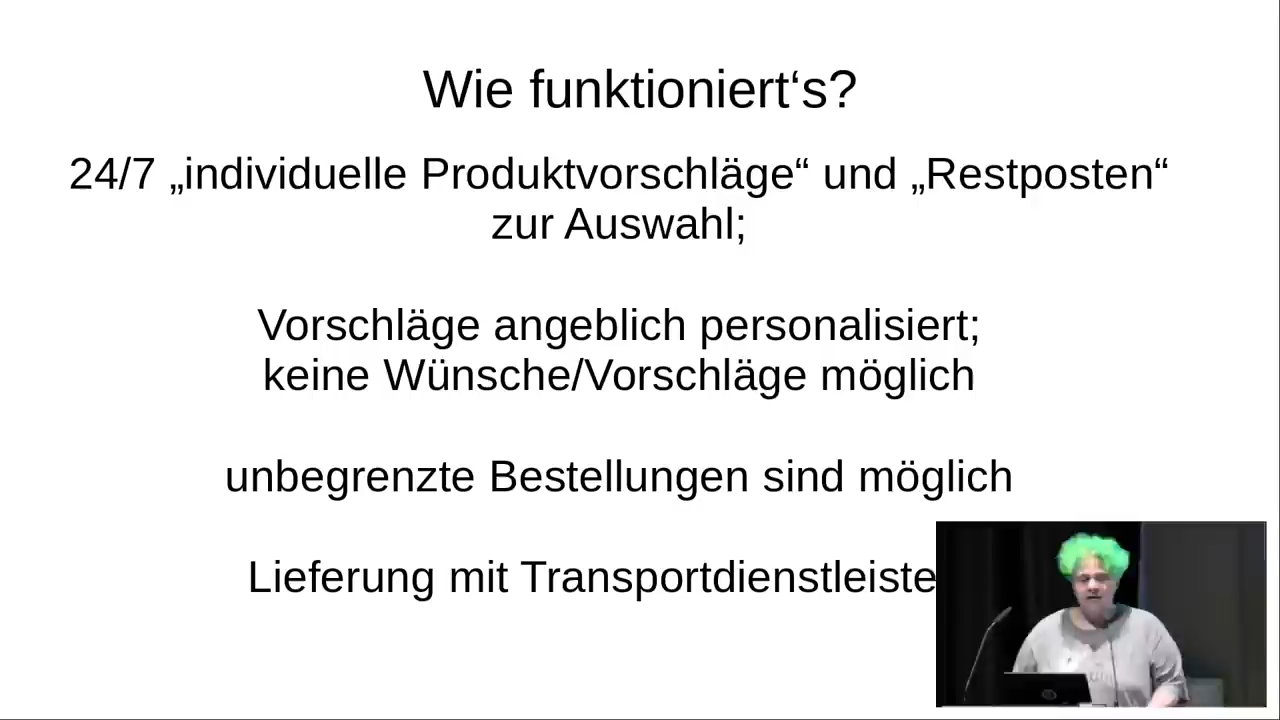 Wie funktioniert‘s?
24/7 „individuelle Produktvorschläge“ und „Restposten“
zur Auswahl;
Vorschläge angeblich personalisiert;
keine Wünsche/Vorschläge möglich
unbegrenzte Bestellungen sind möglich
Lieferung mit Transportdienstleiste